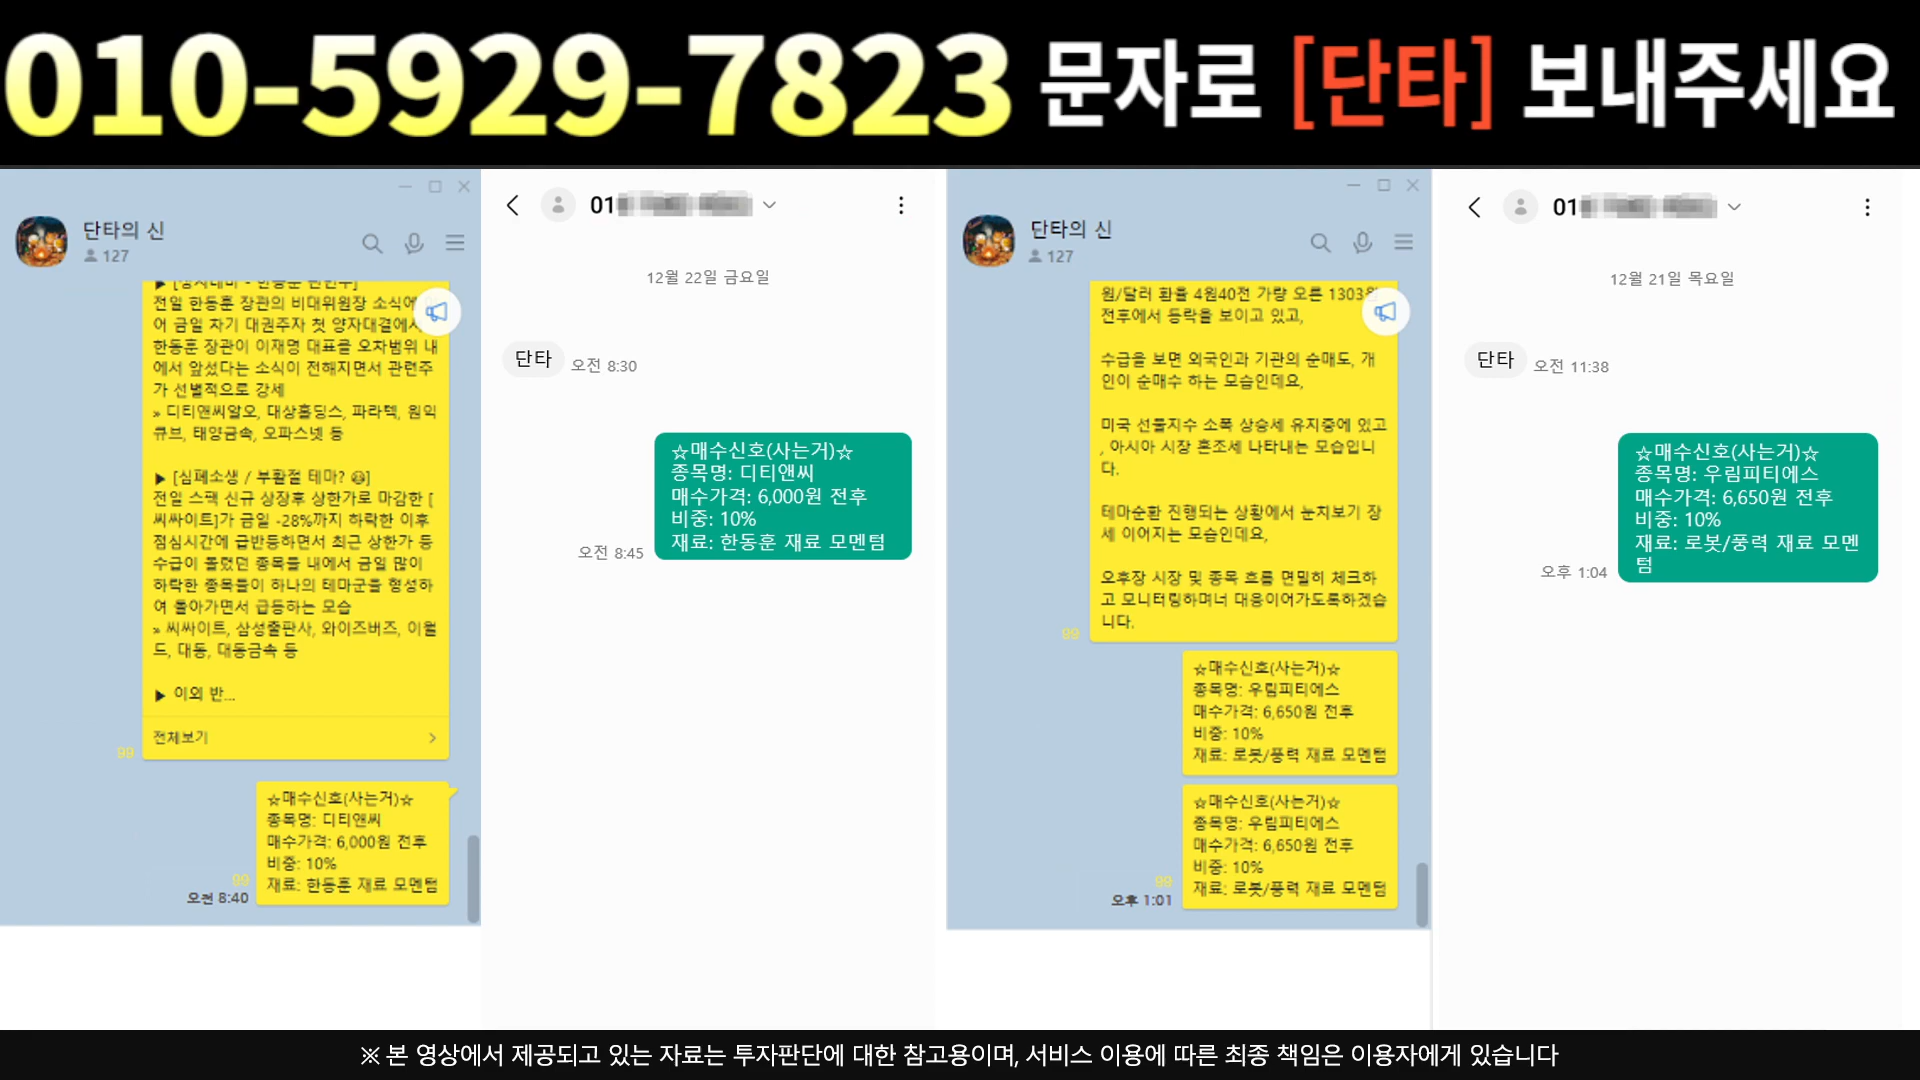 010-5929-7823 문자로 [단타] 보내주세요
단타의 신
127
전일 한동훈 장관의 비대위원장 소식에
어 금일 차기 대권주자 첫 양자대결에서
한동훈 장관이 이재명 대표를 오차범위 내
에서 앞섰다는 소식이 전해지면서 관련주
가 선별적으로 강세
» 디티앤씨알오, 대상홀딩스, 파라텍, 원익
큐브, 태양금속, 오파스넷 등
▶ [심폐소생 / 부활절 테마? 😆]
전일 스팩 신규 상장후 상한가로 마감한 [
씨싸이트]가 금일 -28%까지 하락한 이후
점심시간에 급반등하면서 최근 상한가 등
수급이 몰렸던 종목들 내에서 금일 많이
하락한 종목들이 하나의 테마군을 형성하
여 돌아가면서 급등하는 모습
» 씨싸이트, 삼성출판사, 와이즈버즈, 이월
드, 대동, 대동금속 등
▶ 이외 반...
전체보기
99
☆매수신호(사는거)☆
종목명: 디티앤씨
매수가격: 6,000원 전후
비중: 10%
재료: 한동훈 재료 모멘텀
99
오전 8:40
01
12월 22일 금요일
단타
오전 8:30
☆매수신호(사는거)☆
종목명: 디티앤씨
매수가격: 6,000원 전후
비중: 10%
재료: 한동훈 재료 모멘텀
오전 8:45
단타의 신
127
원/달러 환율 4원40전 가량 오른 1303원
전후에서 등락을 보이고 있고,
수급을 보면 외국인과 기관의 순매도, 개
인이 순매수 하는 모습인데요,
미국 선물지수 소폭 상승세 유지중에 있고
, 아시아 시장 혼조세 나타내는 모습입니
다.
테마순환 진행되는 상황에서 눈치보기 장
세 이어지는 모습인데요,
오후장 시장 및 종목 흐름 면밀히 체크하
고 모니터링하며너 대응이어가도록하겠습
니다.
99
☆매수신호(사는거)☆
종목명: 우림피티에스
매수가격: 6,650원 전후
비중: 10%
재료: 로봇/풍력 재료 모멘텀
☆매수신호(사는거)☆
종목명: 우림피티에스
매수가격: 6,650원 전후
비중: 10%
재료: 로봇/풍력 재료 모멘텀
99
오후 1:01
01
12월 21일 목요일
단타
오전 11:38
☆매수신호(사는거)☆
종목명: 우림피티에스
매수가격: 6,650원 전후
비중: 10%
재료: 로봇/풍력 재료 모멘
텀
오후 1:04
※ 본 영상에서 제공되고 있는 자료는 투자판단에 대한 참고용이며, 서비스 이용에 따른 최종 책임은 이용자에게 있습니다